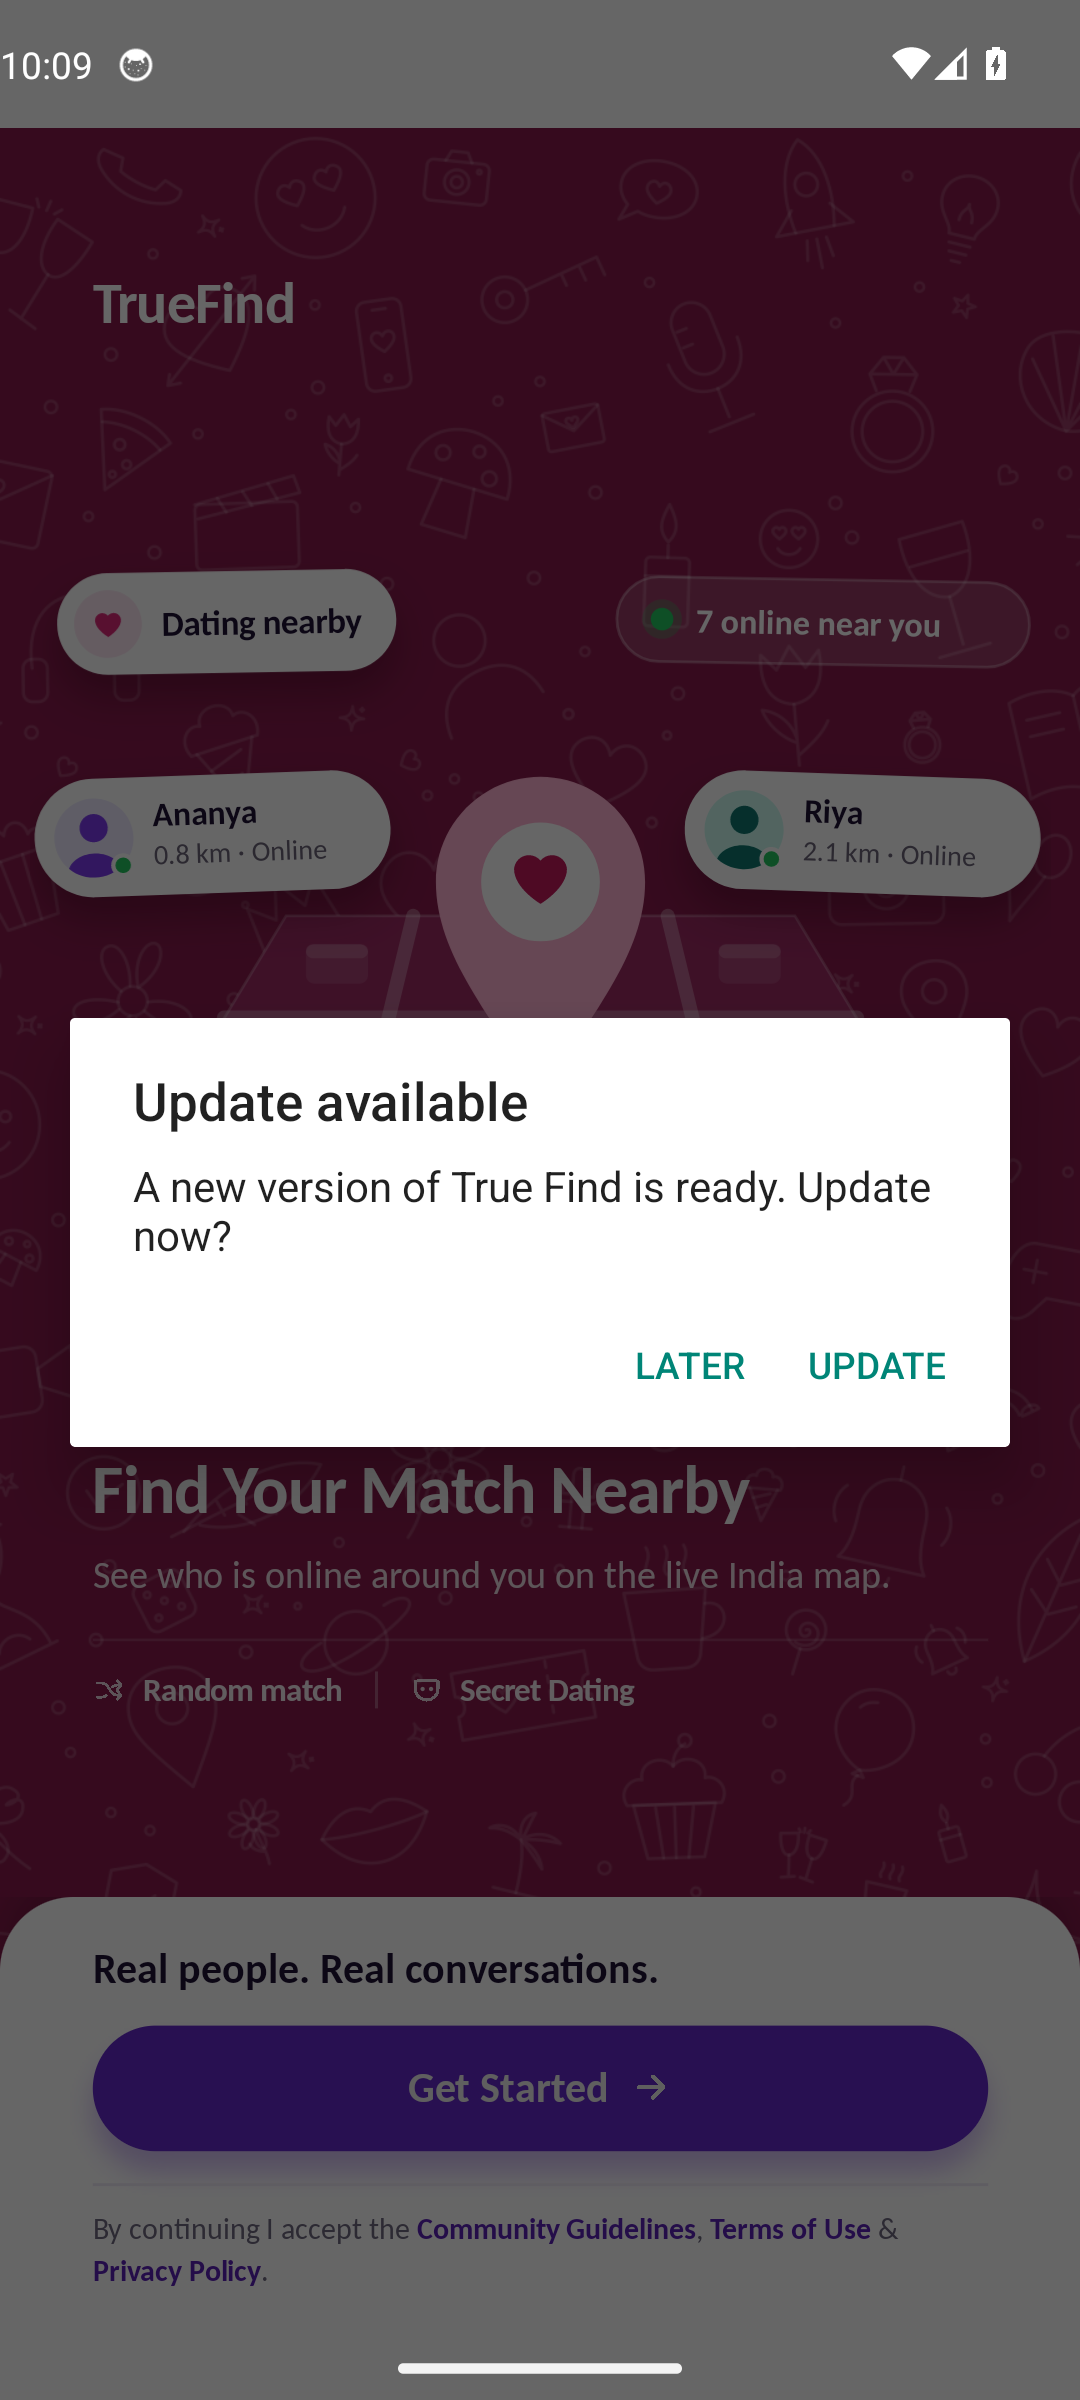 10:09
TrueFind
Dating nearby
7 online near you
Ananya
0.8 km · Online
Riya
2.1 km · Online
Update available
A new version of True Find is ready. Update
now?
LATER
UPDATE
Find Your Match Nearby
See who is online around you on the live India map.
Random match
Secret Dating
Real people. Real conversations.
Get Started →
By continuing I accept the Community Guidelines, Terms of Use &
Privacy Policy.